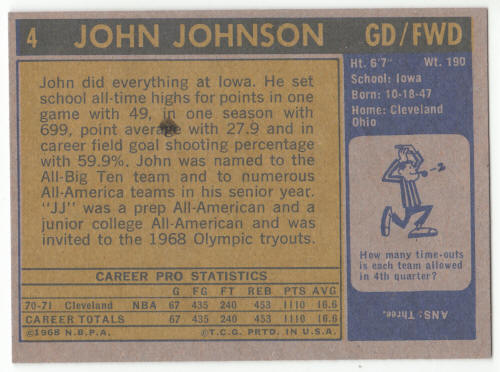 4 JOHN JOHNSON GD/FWD
Ht. 6'7" Wt. 190
School: Iowa
Born: 10-18-47
Home: Cleveland
Ohio
John did everything at Iowa. He set
school all-time highs for points in one
game with 49, in one season with
699, point average with 27.9 and in
career field goal shooting percentage
with 59.9%. John was named to the
All-Big Ten team and to numerous
All-America teams in his senior year.
"JJ" was a prep All-American and a
junior college All-American and was
invited to the 1968 Olympic tryouts.
CAREER PRO STATISTICS
G FG FT REB PTS AVG
70-71 Cleveland NBA 67 435 240 453 1110 16.6
CAREER TOTALS 67 435 240 453 1110 16.6
©1968 N.B.P.A. ©T.C.G. PRTD. IN U.S.A.
How many time-outs
is each team allowed
in 4th quarter?
ANS: Three.